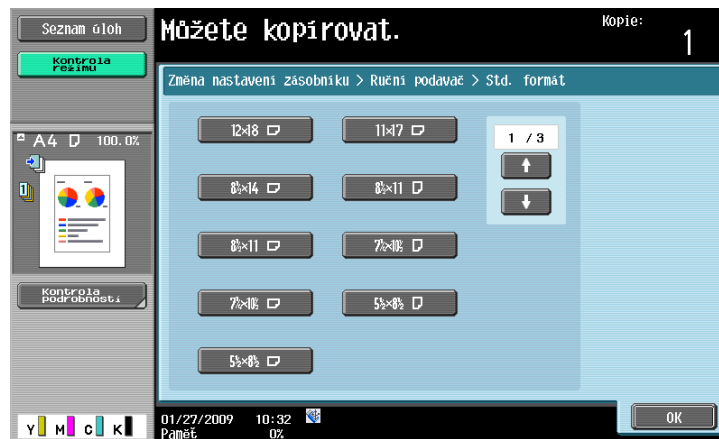 Seznam úloh
Můžete kopírovat.
Kopie:
1
Kontrola
režimu
Změna nastavení zásobníku > Ruční podavač > Std. formát
A4 100.0%
12×18
11×17
1 / 3
8½×14
8½×11
8½×11
7¼×10½
7¼×10½
5½×8½
5½×8½
Kontrola
podrobností
Y M C K
01/27/2009 10:32
Paměť 0%
OK